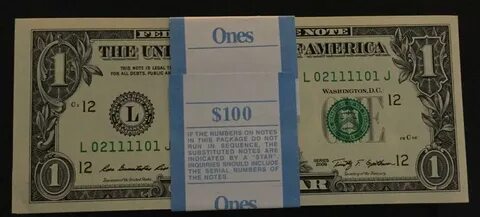 Ones
FEDERAL RESERVE NOTE
THE UNI AMERICA
THIS NOTE IS LEGAL TENDER
FOR ALL DEBTS, PUBLIC AND
L 02111101 J
WASHINGTON, D.C.
12
12
L
$100
IF THE NUMBERS ON NOTES
IN THIS PACKAGE DO NOT
RUN IN SEQUENCE, THE
SUBSTITUTED NOTES ARE
INDICATED BY A "STAR".
INQUIRIES SHOULD INCLUDE
THE SERIAL NUMBERS OF
THE NOTES.
L 02111101 J
12
12
SERIES
2009
1
1
1
1
AR
Ones